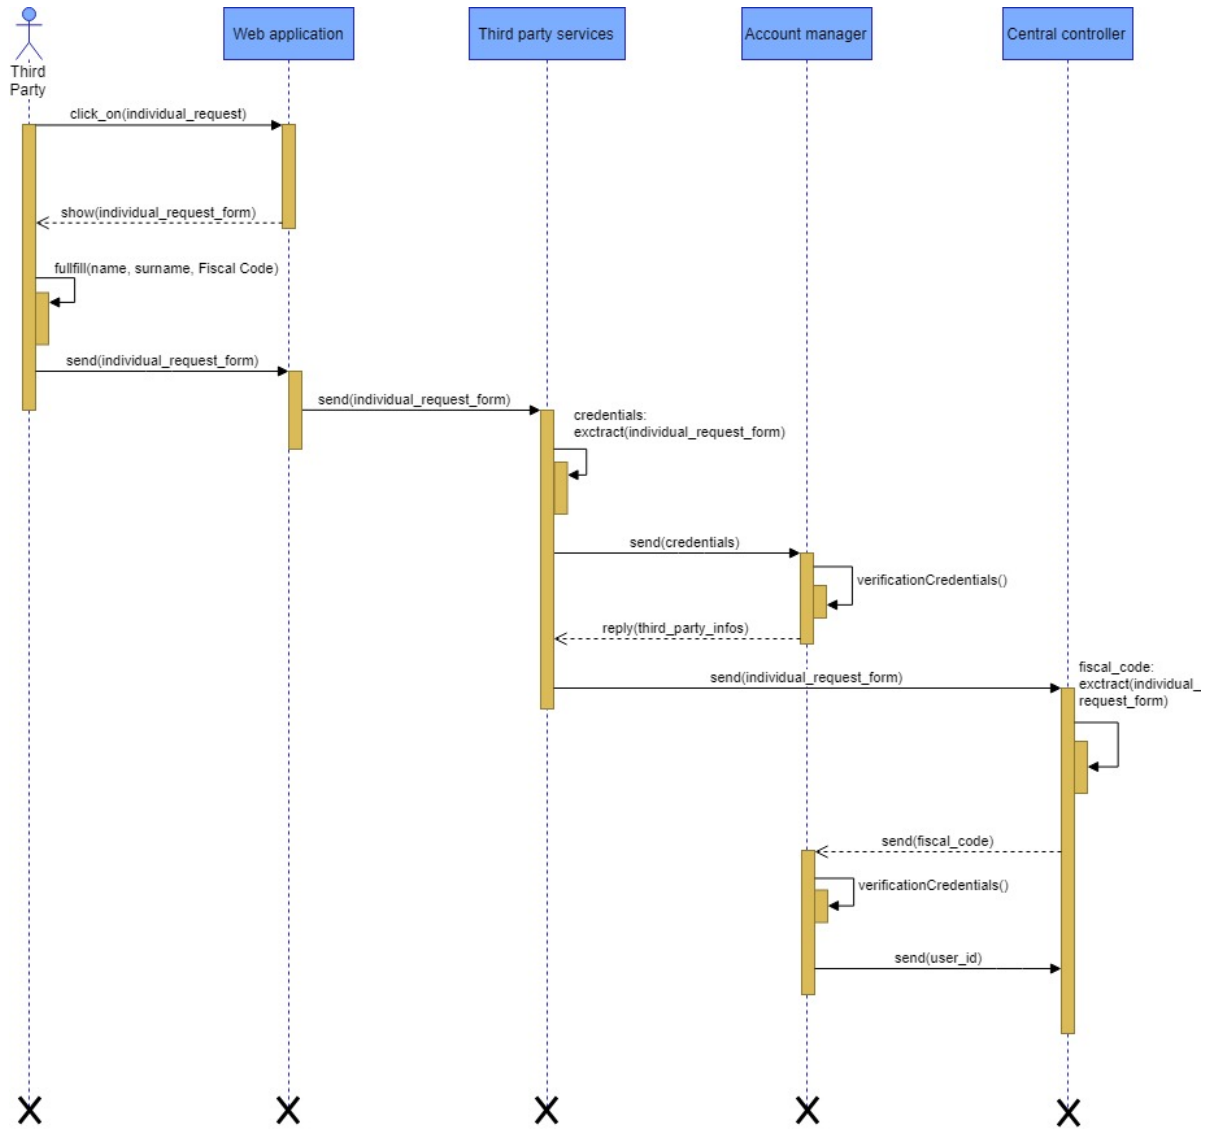 Third
Party
Web application
Third party services
Account manager
Central controller
click_on(individual_request)
show(individual_request_form)
fullfill(name, surname, Fiscal Code)
send(individual_request_form)
send(individual_request_form)
credentials:
exctract(individual_request_form)
send(credentials)
verificationCredentials()
reply(third_party_infos)
send(individual_request_form)
fiscal_code:
exctract(individual_
request_form)
send(fiscal_code)
verificationCredentials()
send(user_id)